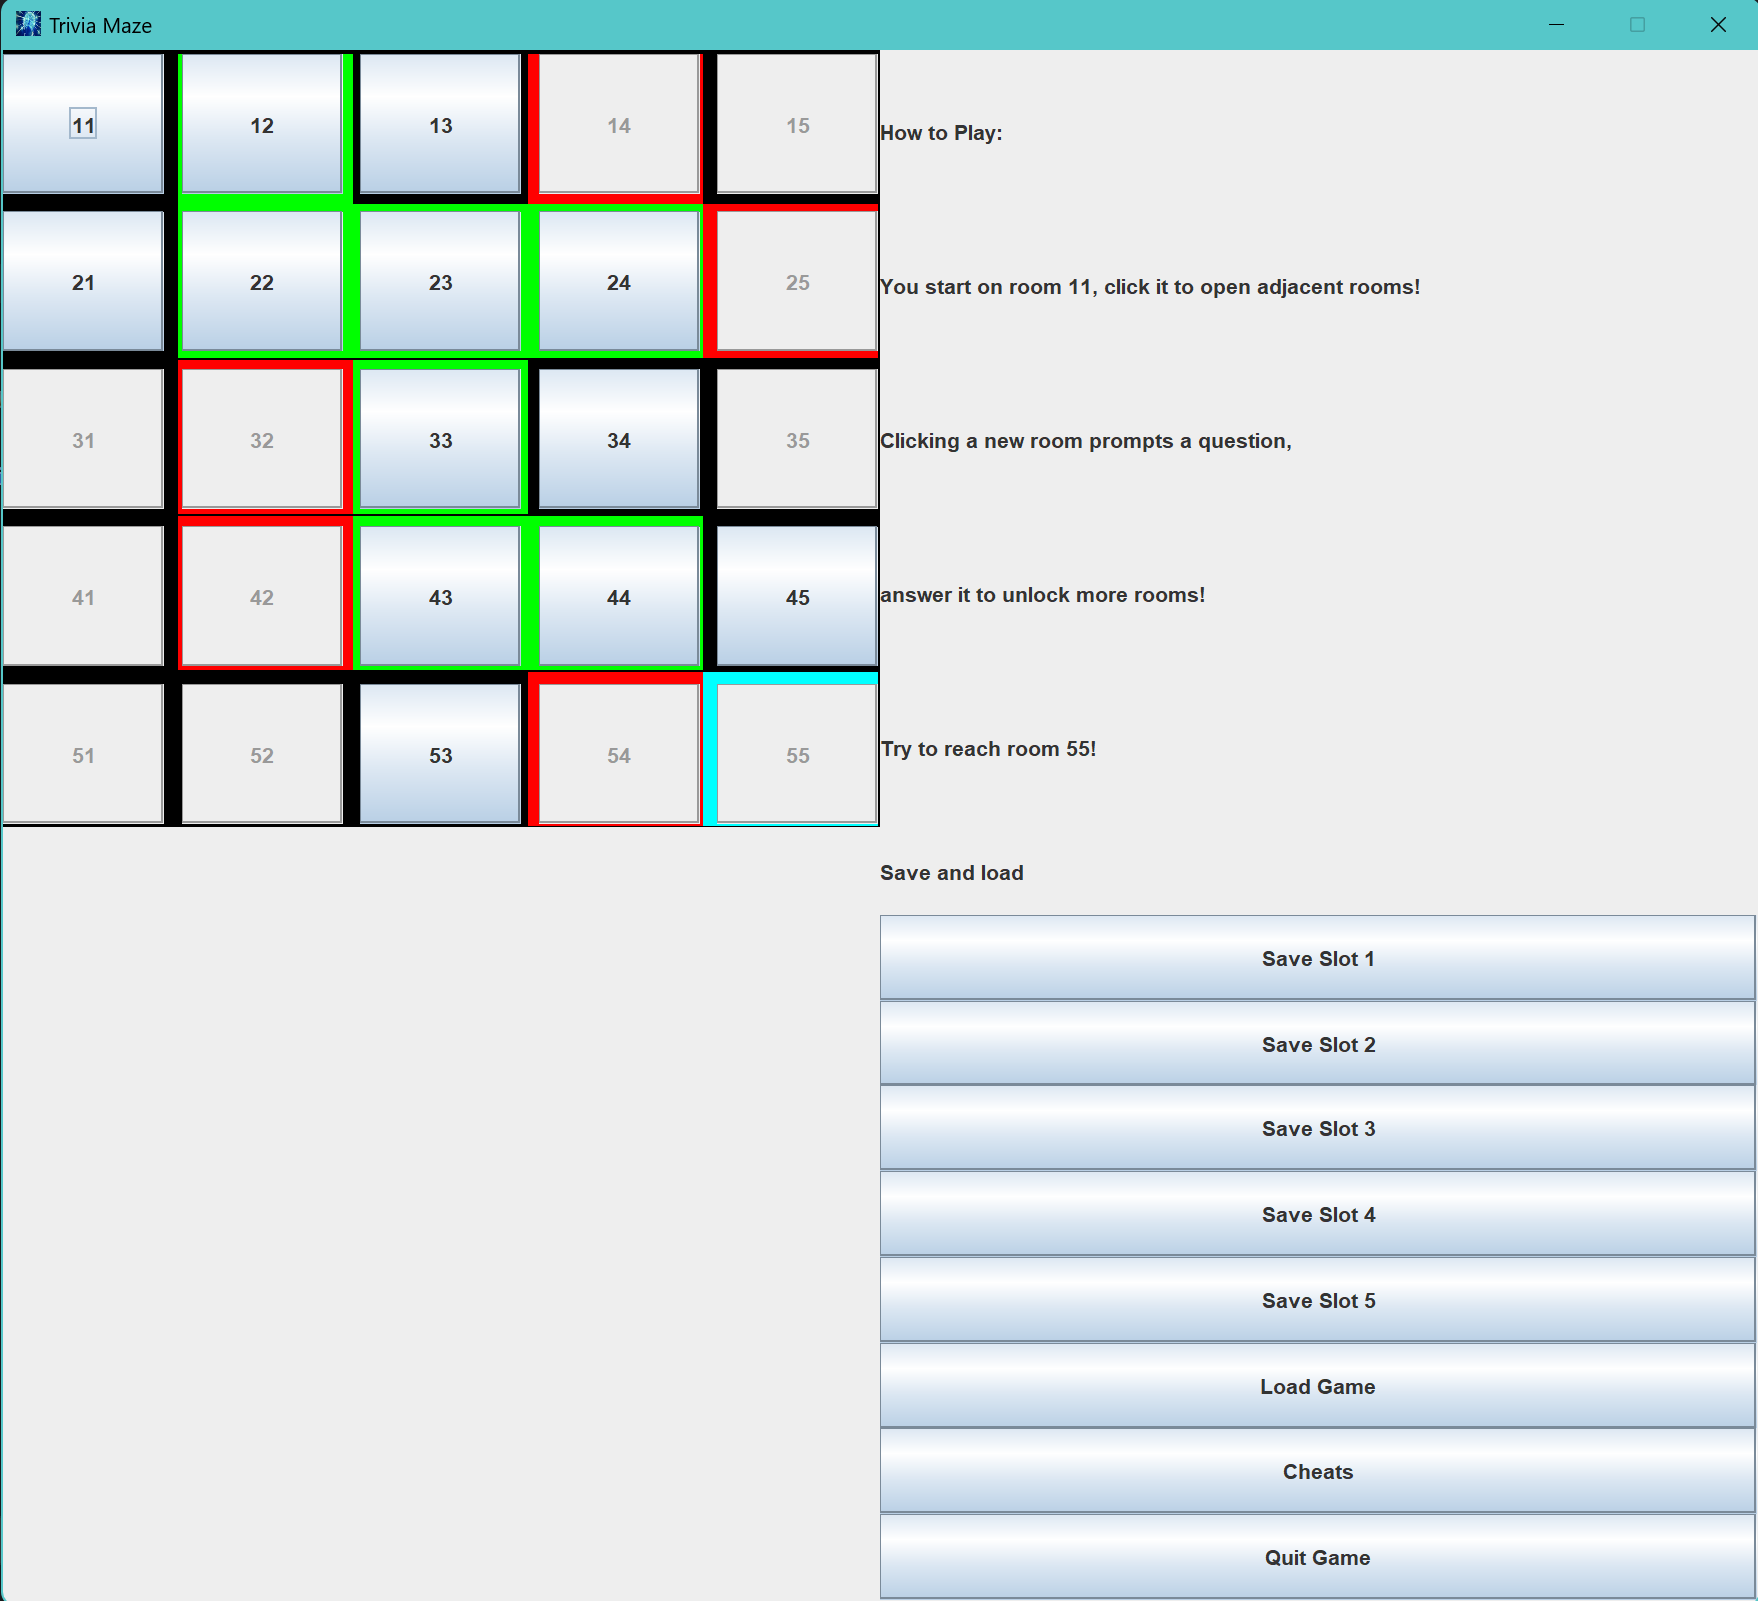 Trivia Maze
11 12 13 14 15
How to Play:
21 22 23 24 25
You start on room 11, click it to open adjacent rooms!
31 32 33 34 35
Clicking a new room prompts a question,
41 42 43 44 45
answer it to unlock more rooms!
51 52 53 54 55
Try to reach room 55!
Save and load
Save Slot 1
Save Slot 2
Save Slot 3
Save Slot 4
Save Slot 5
Load Game
Cheats
Quit Game